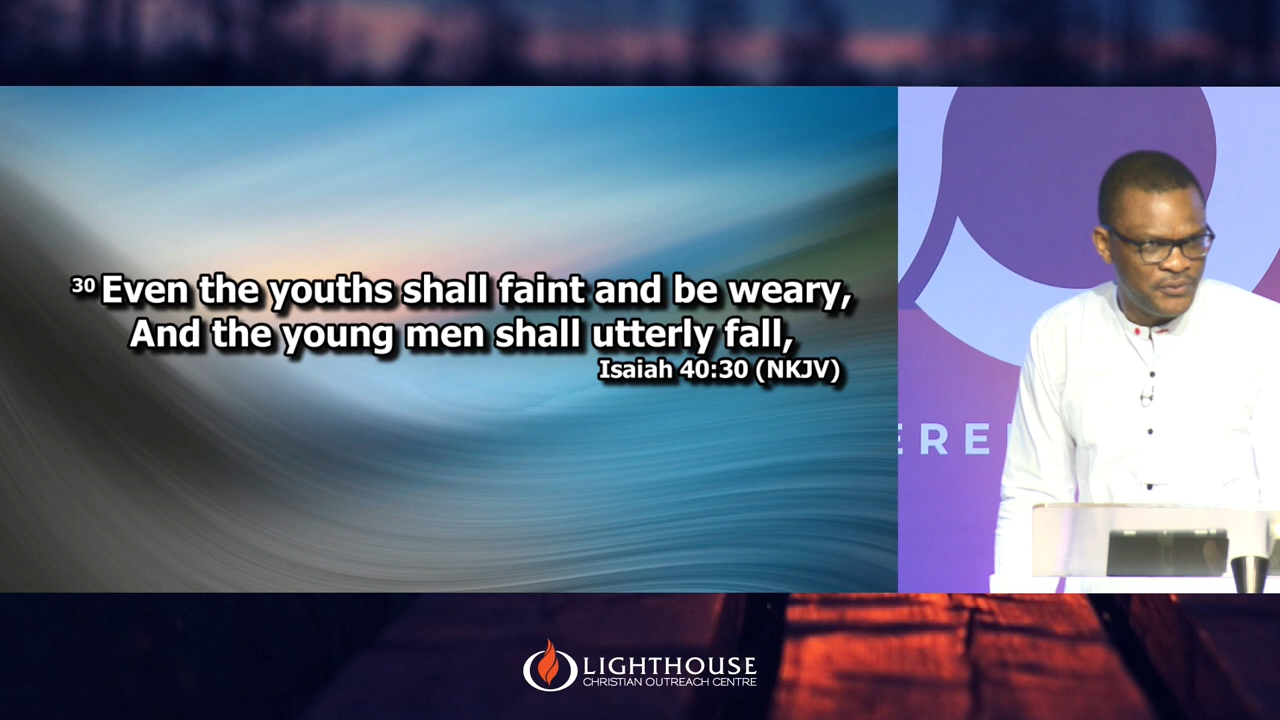 30 Even the youths shall faint and be weary,
And the young men shall utterly fall,
Isaiah 40:30 (NKJV)
ERE
LIGHTHOUSE
CHRISTIAN OUTREACH CENTRE